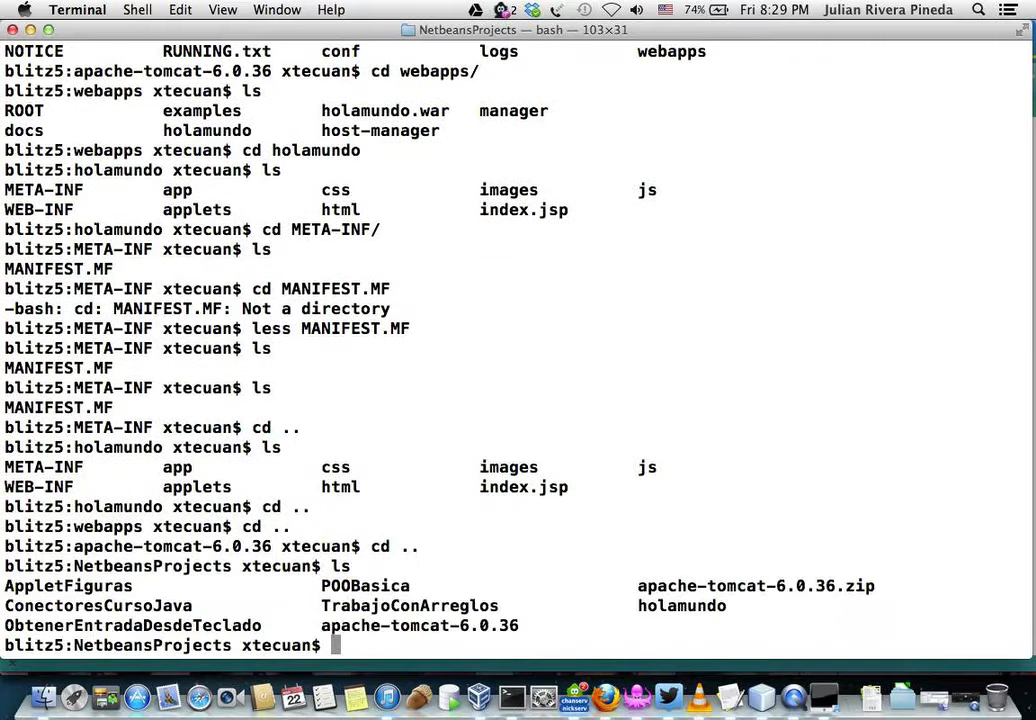 Terminal Shell Edit View Window Help 2 74% Fri 8:29 PM Julian Rivera Pineda
NetbeansProjects — bash — 103×31
NOTICE RUNNING.txt conf logs webapps
blitz5:apache-tomcat-6.0.36 xtecuan$ cd webapps/
blitz5:webapps xtecuan$ ls
ROOT examples holamundo.war manager
docs holamundo host-manager
blitz5:webapps xtecuan$ cd holamundo
blitz5:holamundo xtecuan$ ls
META-INF app css images js
WEB-INF applets html index.jsp
blitz5:holamundo xtecuan$ cd META-INF/
blitz5:META-INF xtecuan$ ls
MANIFEST.MF
blitz5:META-INF xtecuan$ cd MANIFEST.MF
-bash: cd: MANIFEST.MF: Not a directory
blitz5:META-INF xtecuan$ less MANIFEST.MF
blitz5:META-INF xtecuan$ ls
MANIFEST.MF
blitz5:META-INF xtecuan$ ls
MANIFEST.MF
blitz5:META-INF xtecuan$ cd ..
blitz5:holamundo xtecuan$ ls
META-INF app css images js
WEB-INF applets html index.jsp
blitz5:holamundo xtecuan$ cd ..
blitz5:webapps xtecuan$ cd ..
blitz5:apache-tomcat-6.0.36 xtecuan$ cd ..
blitz5:NetbeansProjects xtecuan$ ls
AppletFiguras POOBasica apache-tomcat-6.0.36.zip
ConectoresCursoJava TrabajoConArreglos holamundo
ObtenerEntradaDesdeTeclado apache-tomcat-6.0.36
blitz5:NetbeansProjects xtecuan$
22
chanserv
nickserv